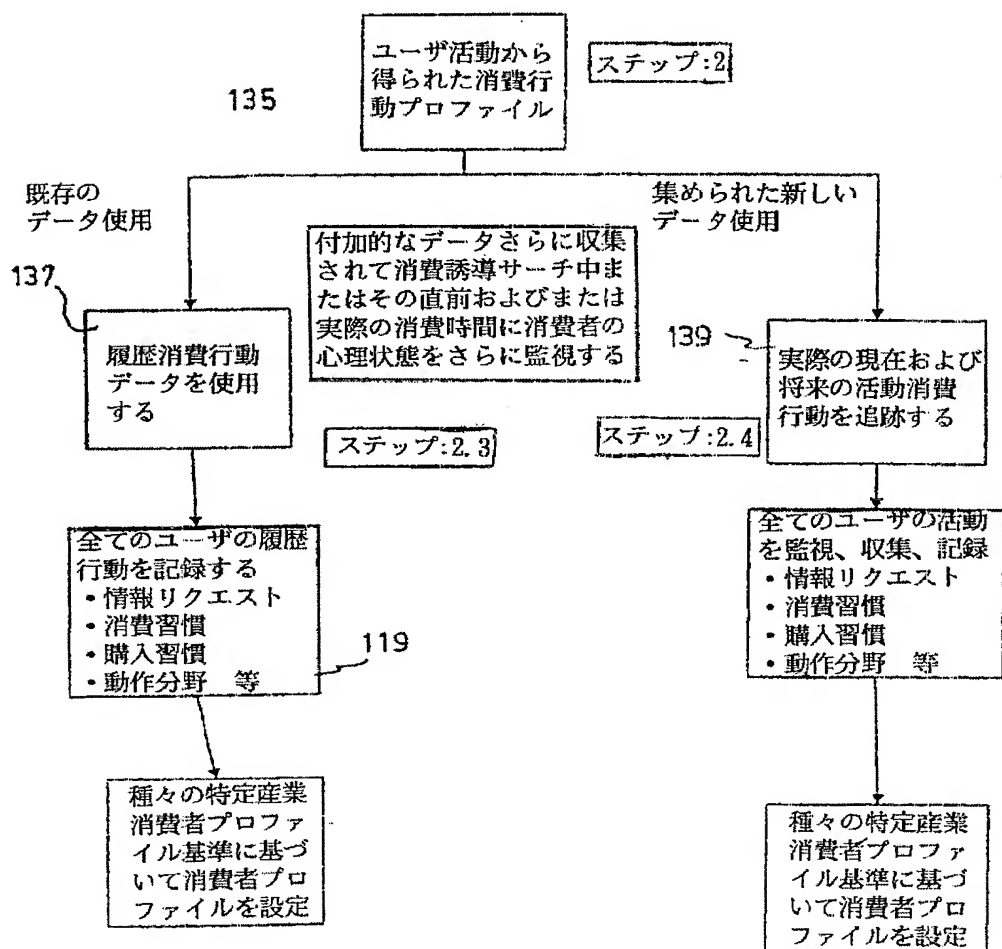 ユーザ活動から
得られた消費行
動プロファイル
ステップ:2
135
既存の
データ使用
集められた新しい
データ使用
付加的なデータさらに収集
されて消費誘導サーチ中ま
たはその直前およびまたは
実際の消費時間に消費者の
心理状態をさらに監視する
137
履歴消費行動
データを使用
する
139
実際の現在および
将来の活動消費
行動を追跡する
ステップ:2.3
ステップ:2.4
全てのユーザの履歴
行動を記録する
・情報リクエスト
・消費習慣
・購入習慣
・動作分野 等
119
全てのユーザの活動
を監視、収集、記録
・情報リクエスト
・消費習慣
・購入習慣
・動作分野 等
種々の特定産業
消費者プロファ
イル基準に基づ
いて消費者プロ
ファイルを設定
種々の特定産業
消費者プロファ
イル基準に基づ
いて消費者プロ
ファイルを設定